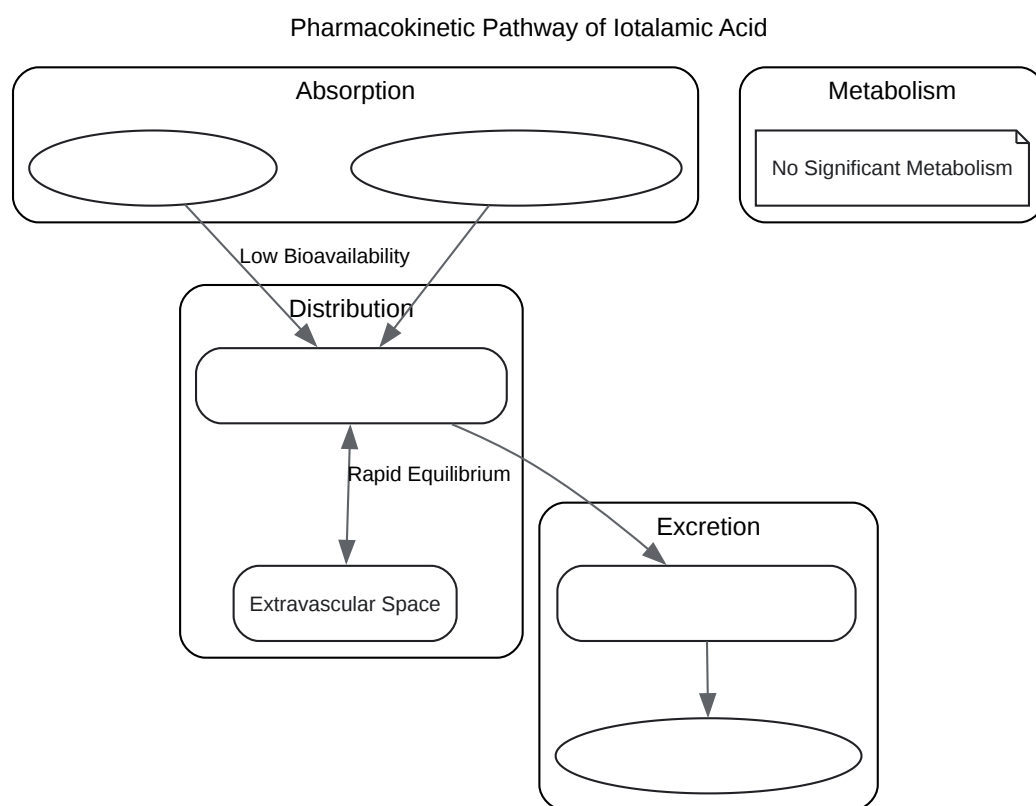 Pharmacokinetic Pathway of Iotalamic Acid
Absorption
Metabolism
No Significant Metabolism
Low Bioavailability
Distribution
Rapid Equilibrium
Excretion
Extravascular Space